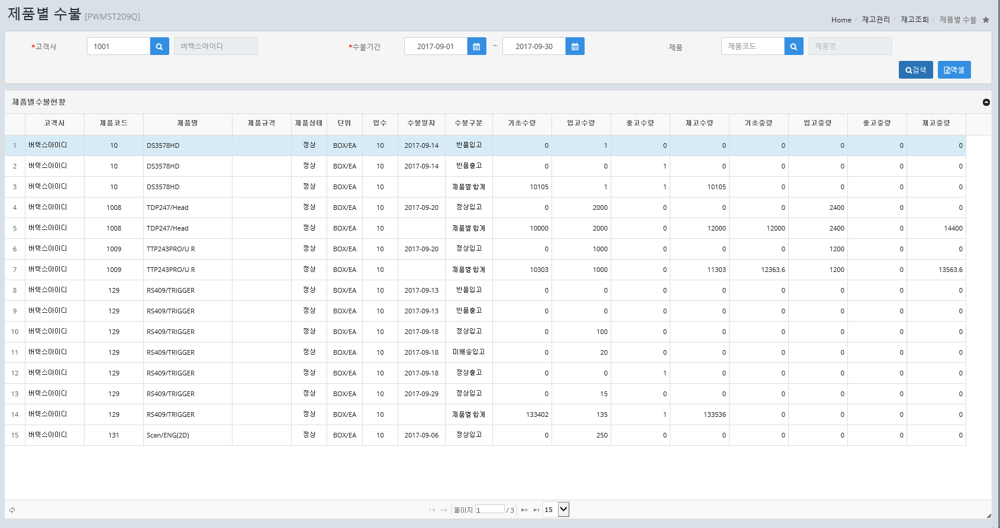 제품별 수불 [PWMST209Q]
Home / 재고관리 / 재고조회 / 제품별 수불
*고객사 1001 버텍스아이디 *수불기간 2017-09-01 ~ 2017-09-30 제품 제품코드 제품명
검색 엑셀
제품별수불현황
고객사 제품코드 제품명 제품규격 제품상태 단위 입수 수불일자 수불구분 기초수량 입고수량 출고수량 재고수량 기초중량 입고중량 출고중량 재고중량
1 버텍스아이디 10 DS3578HD 정상 BOX/EA 10 2017-09-14 반품입고 0 1 0 0 0 0 0 0
2 버텍스아이디 10 DS3578HD 정상 BOX/EA 10 2017-09-14 반품출고 0 0 1 0 0 0 0 0
3 버텍스아이디 10 DS3578HD 정상 BOX/EA 10 제품별 합계 10105 1 1 10105 0 0 0 0
4 버텍스아이디 1008 TDP247/Head 정상 BOX/EA 10 2017-09-20 정상입고 0 2000 0 0 0 2400 0 0
5 버텍스아이디 1008 TDP247/Head 정상 BOX/EA 10 제품별 합계 10000 2000 0 12000 12000 2400 0 14400
6 버텍스아이디 1009 TTP243PRO/U R 정상 BOX/EA 10 2017-09-20 정상입고 0 1000 0 0 0 1200 0 0
7 버텍스아이디 1009 TTP243PRO/U R 정상 BOX/EA 10 제품별 합계 10303 1000 0 11303 12363.6 1200 0 13563.6
8 버텍스아이디 129 RS409/TRIGGER 정상 BOX/EA 10 2017-09-13 반품입고 0 0 0 0 0 0 0 0
9 버텍스아이디 129 RS409/TRIGGER 정상 BOX/EA 10 2017-09-13 반품출고 0 0 0 0 0 0 0 0
10 버텍스아이디 129 RS409/TRIGGER 정상 BOX/EA 10 2017-09-18 정상입고 0 100 0 0 0 0 0 0
11 버텍스아이디 129 RS409/TRIGGER 정상 BOX/EA 10 2017-09-18 미배송입고 0 20 0 0 0 0 0 0
12 버텍스아이디 129 RS409/TRIGGER 정상 BOX/EA 10 2017-09-18 정상출고 0 0 1 0 0 0 0 0
13 버텍스아이디 129 RS409/TRIGGER 정상 BOX/EA 10 2017-09-29 정상입고 0 15 0 0 0 0 0 0
14 버텍스아이디 129 RS409/TRIGGER 정상 BOX/EA 10 제품별 합계 133402 135 1 133536 0 0 0 0
15 버텍스아이디 131 Scan/ENG(2D) 정상 BOX/EA 10 2017-09-06 정상입고 0 250 0 0 0 0 0 0
페이지 1 / 3 15